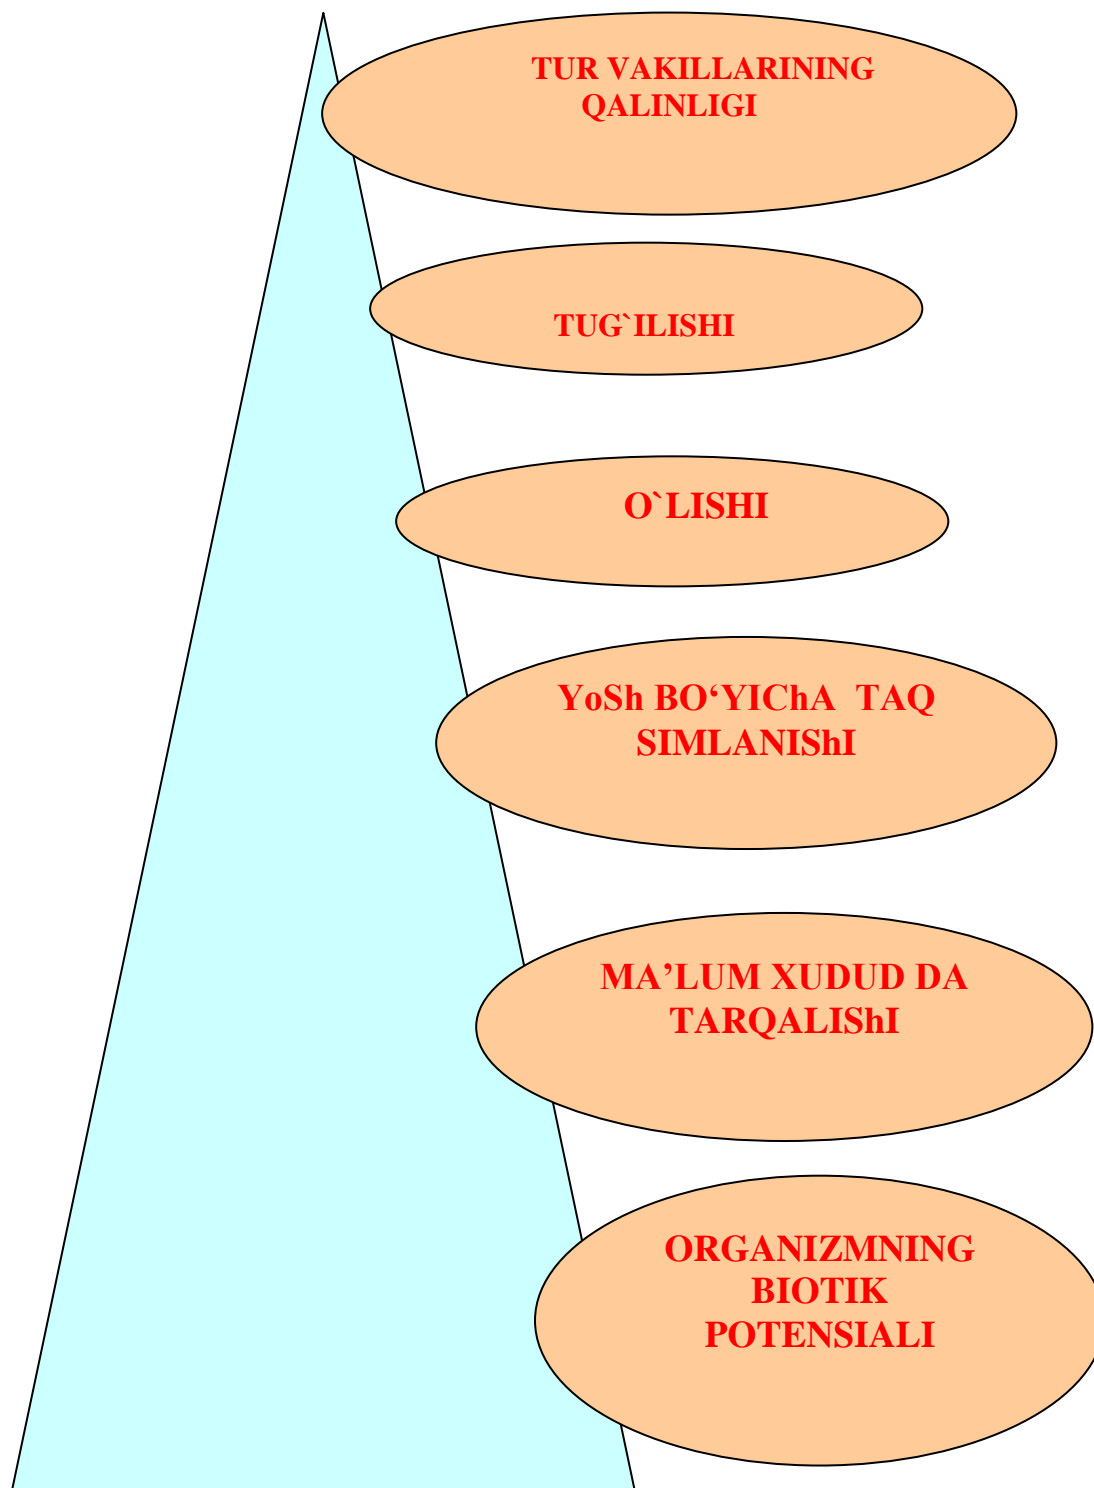 TUR VAKILLARINING
QALINLIGI
TUG`ILISHI
O`LISHI
YoSh BO‘YIChA TAQ
SIMLANIShI
MA’LUM XUDUD DA
TARQALIShI
ORGANIZMNING
BIOTIK
POTENSIALI